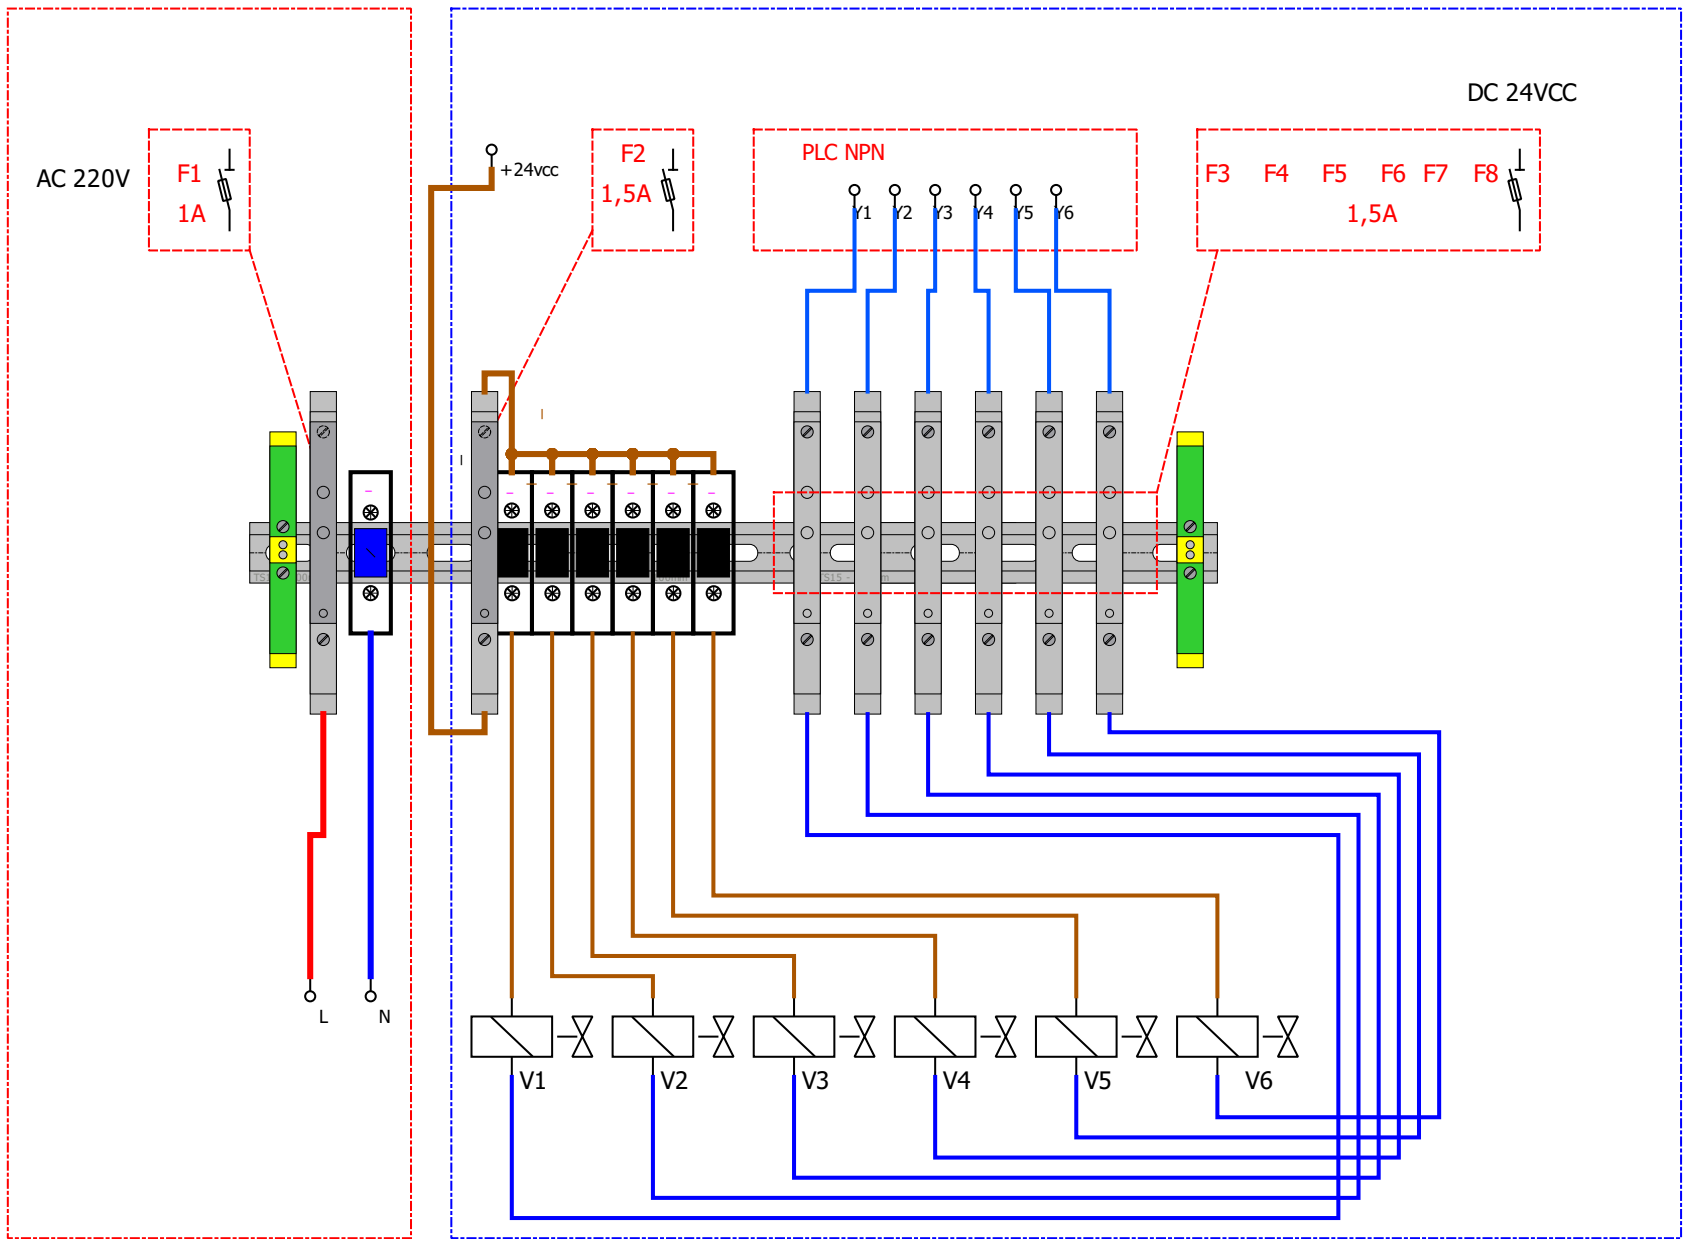 DC 24VCC
AC 220V
F1
1A
+24vcc
F2
1,5A
PLC NPN
Y1 Y2 Y3 Y4 Y5 Y6
F3 F4 F5 F6 F7 F8
1,5A
L N
V1 V2 V3 V4 V5 V6